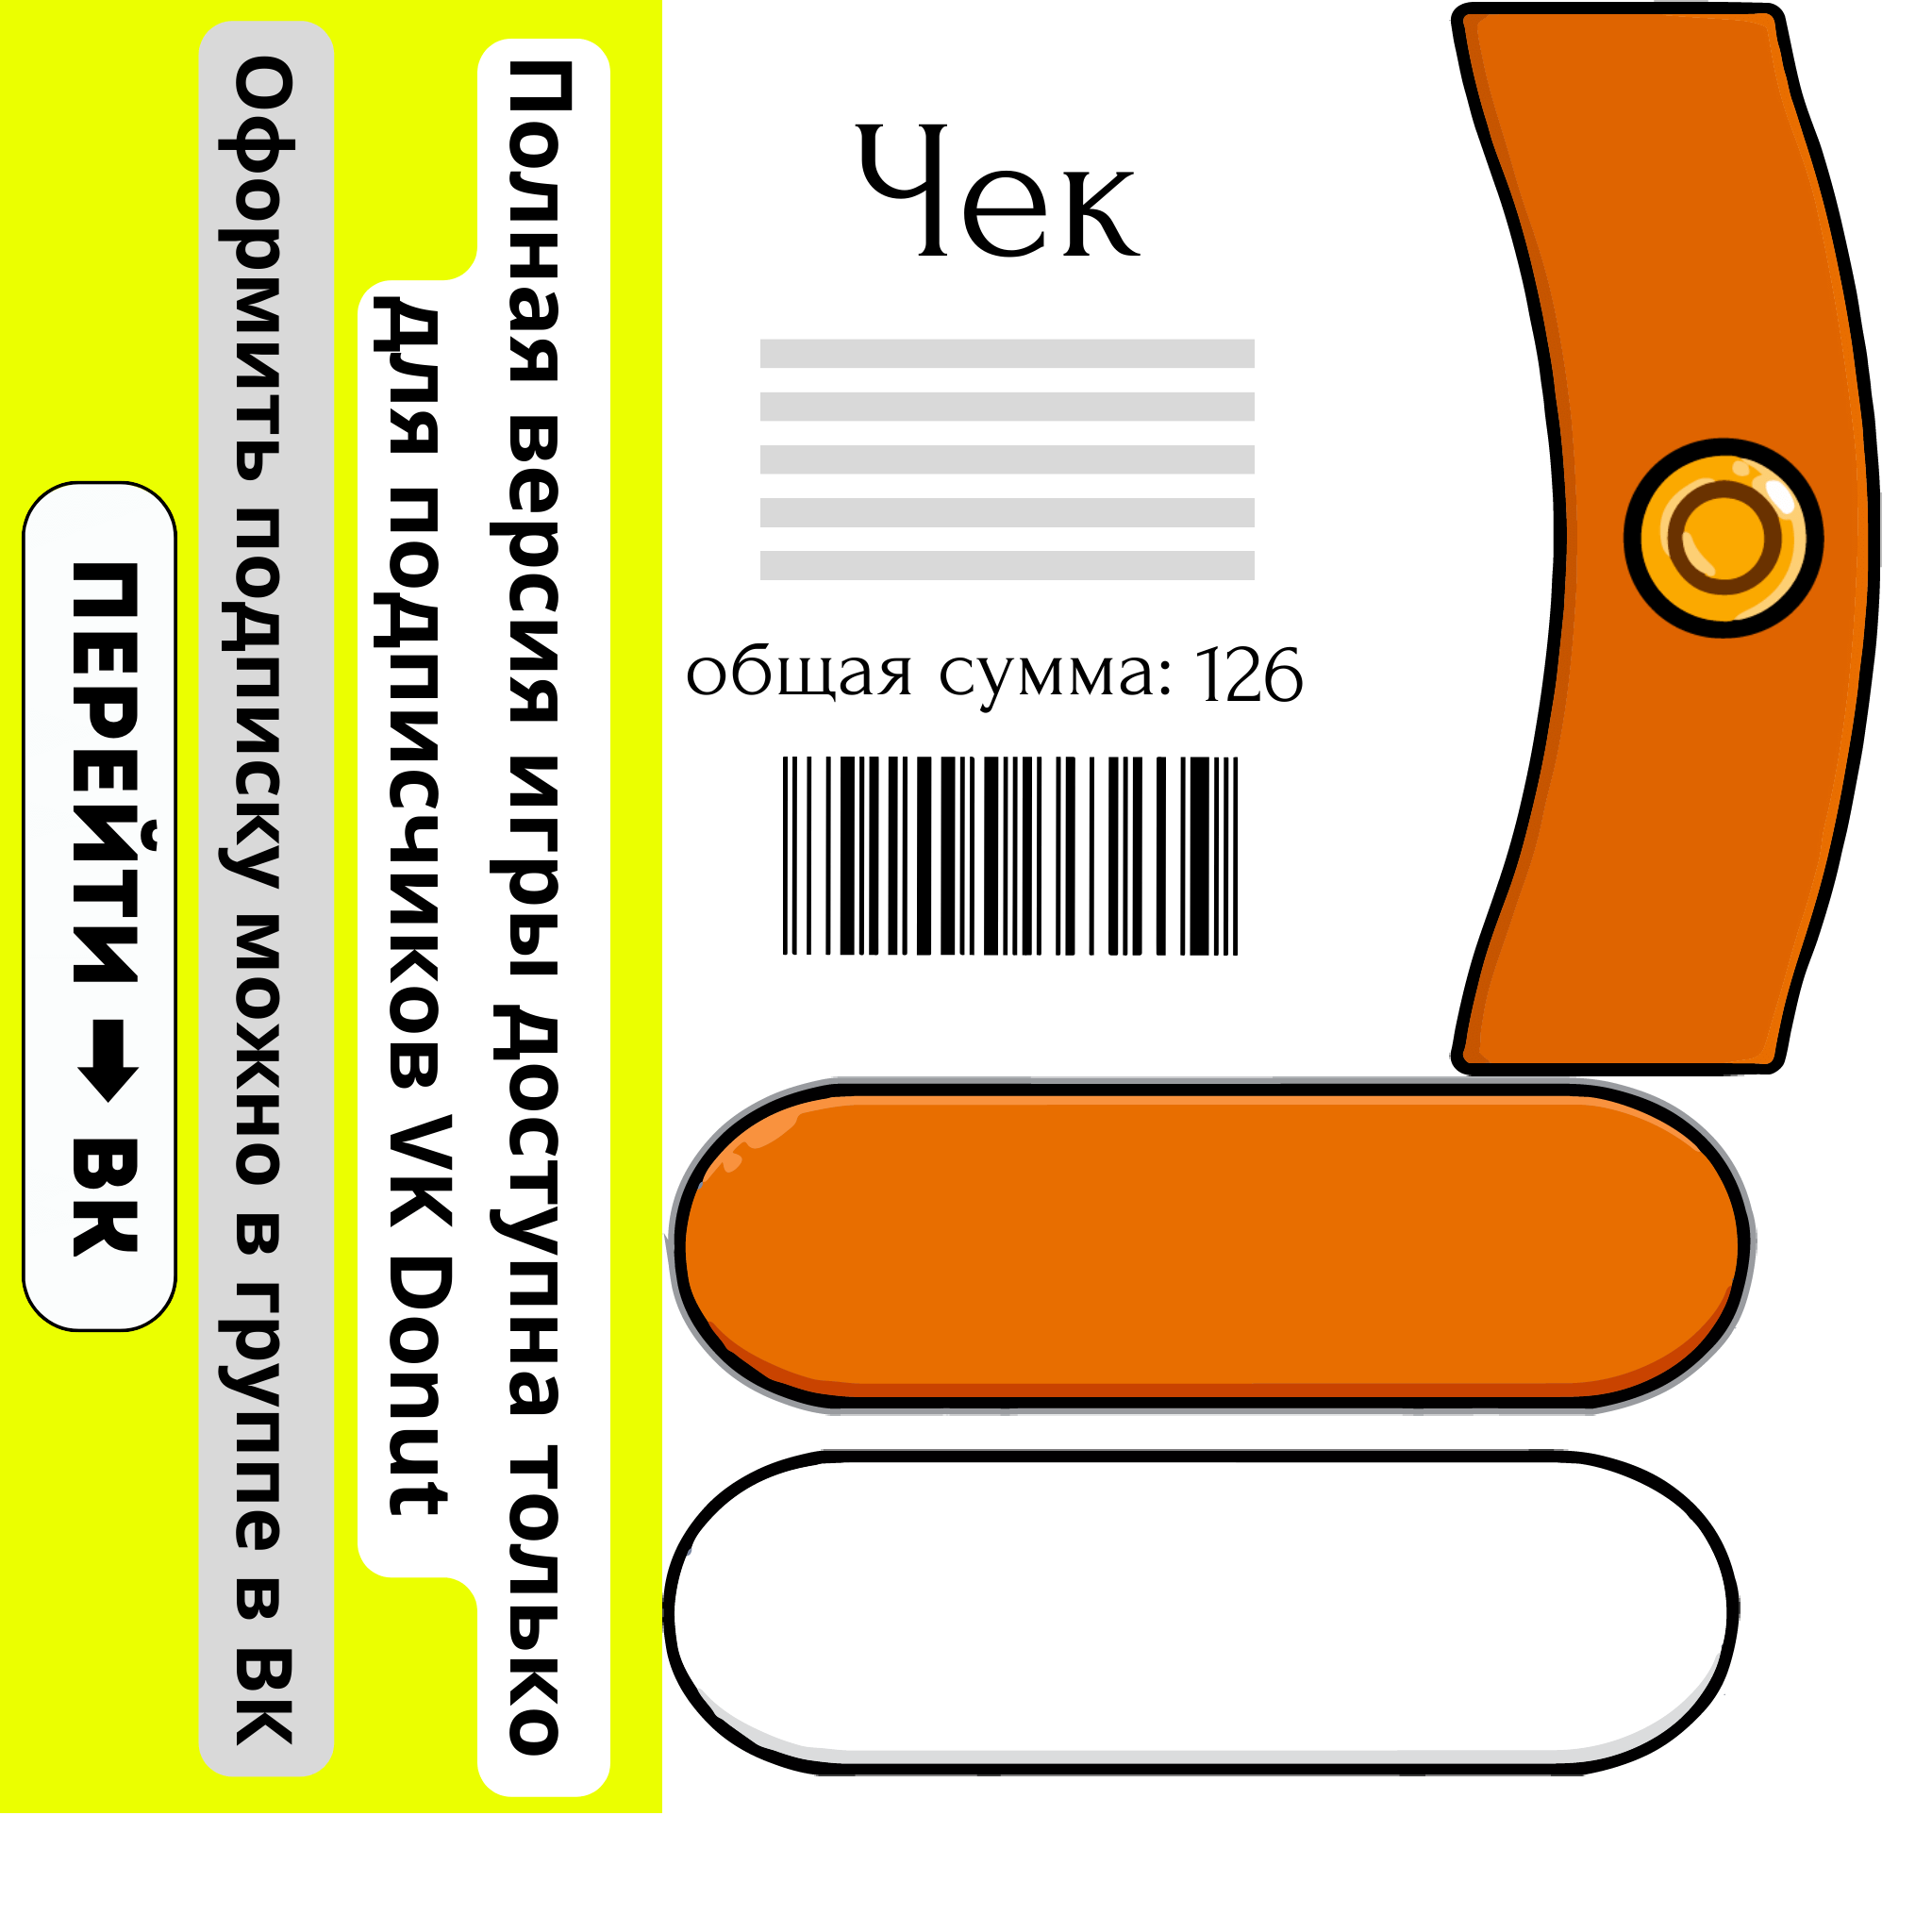 Полная версия игры доступна только
для подписчиков VK Donut
Оформить подписку можно в группе в ВК
ПЕРЕЙТИ ➡ ВК
Чек
общая сумма: 126